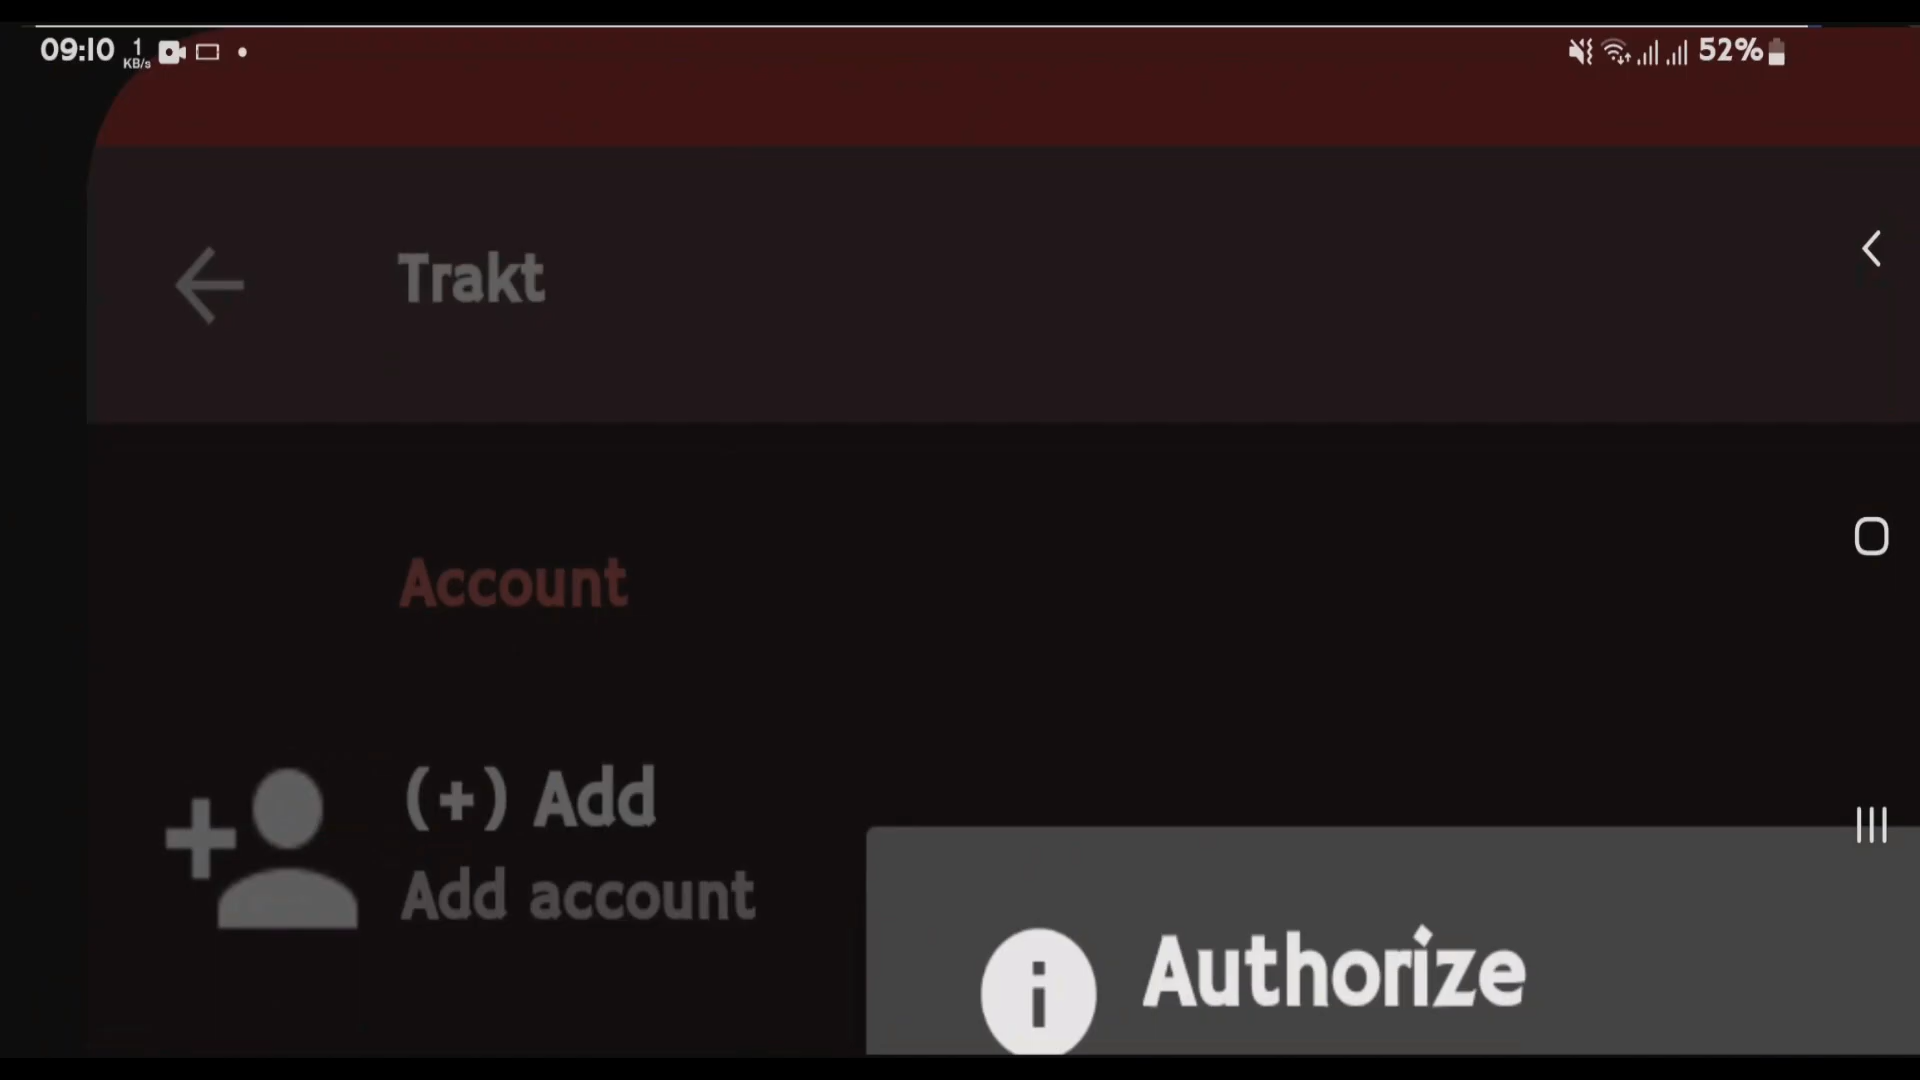 09:10 1 KB/s 52%
Trakt
Account
(+) Add
Add account
Authorize